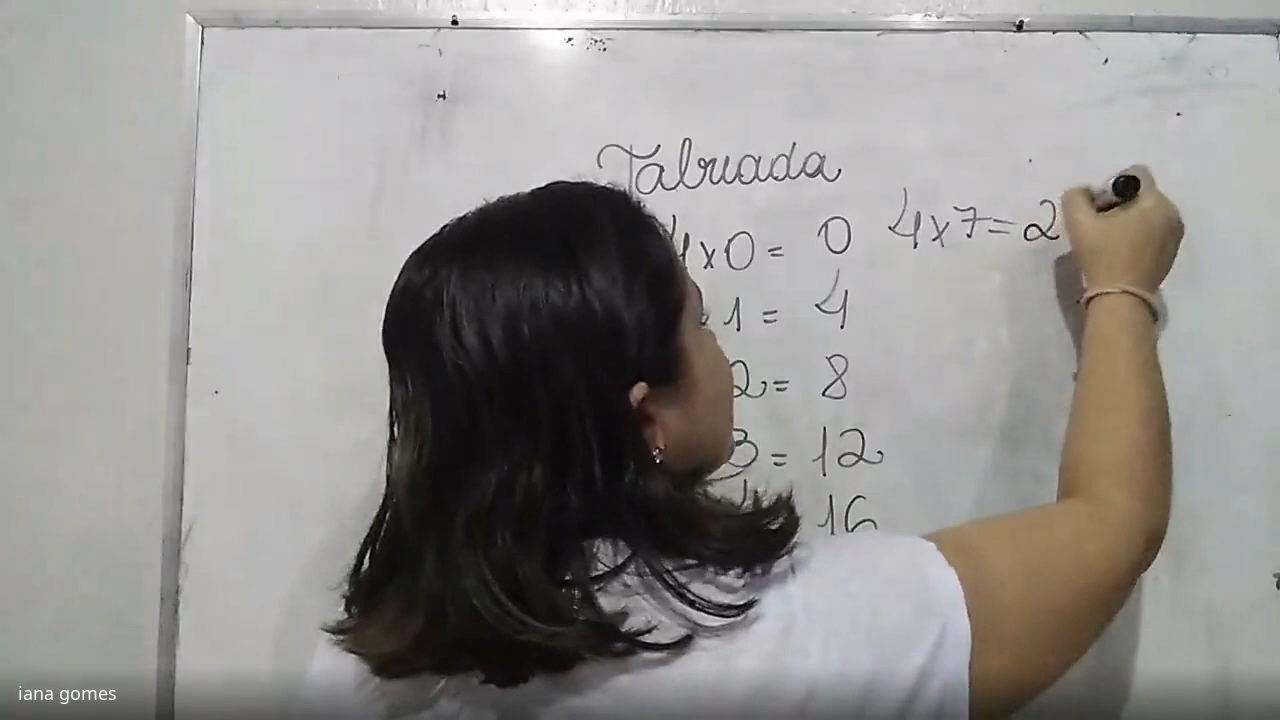 Tabuada
4x0= 0 4x7=2
1= 4
2= 8
3= 12
16
iana gomes